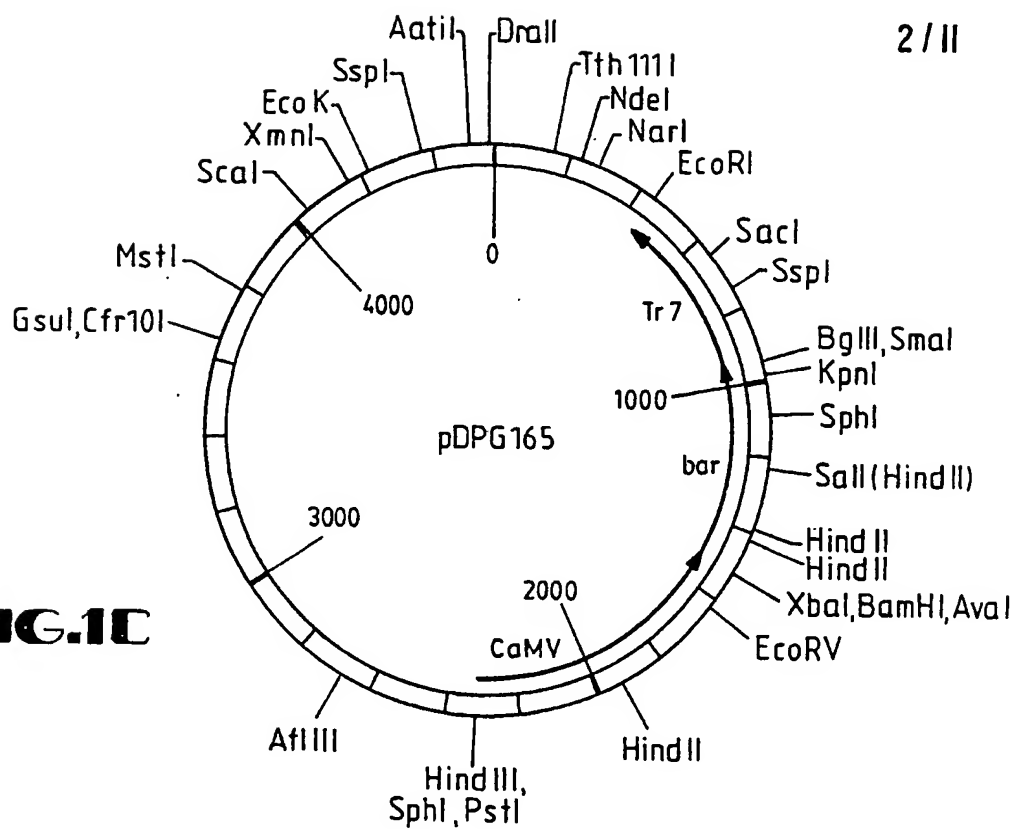 2/11
AatiI
DraII
SspI
Tth111I
EcoK
NdeI
XmnI
NarI
ScaI
EcoRI
0
SacI
MstI
SspI
4000
Tr7
GsuI,Cfr10I
BglII,SmaI
KpnI
1000
SphI
pDPG165
bar
SalI(HindII)
3000
HindII
HindII
2000
XbaI,BamHI,AvaI
IG.1C
CaMV
EcoRV
AflIII
HindII
HindIII,
SphI,PstI